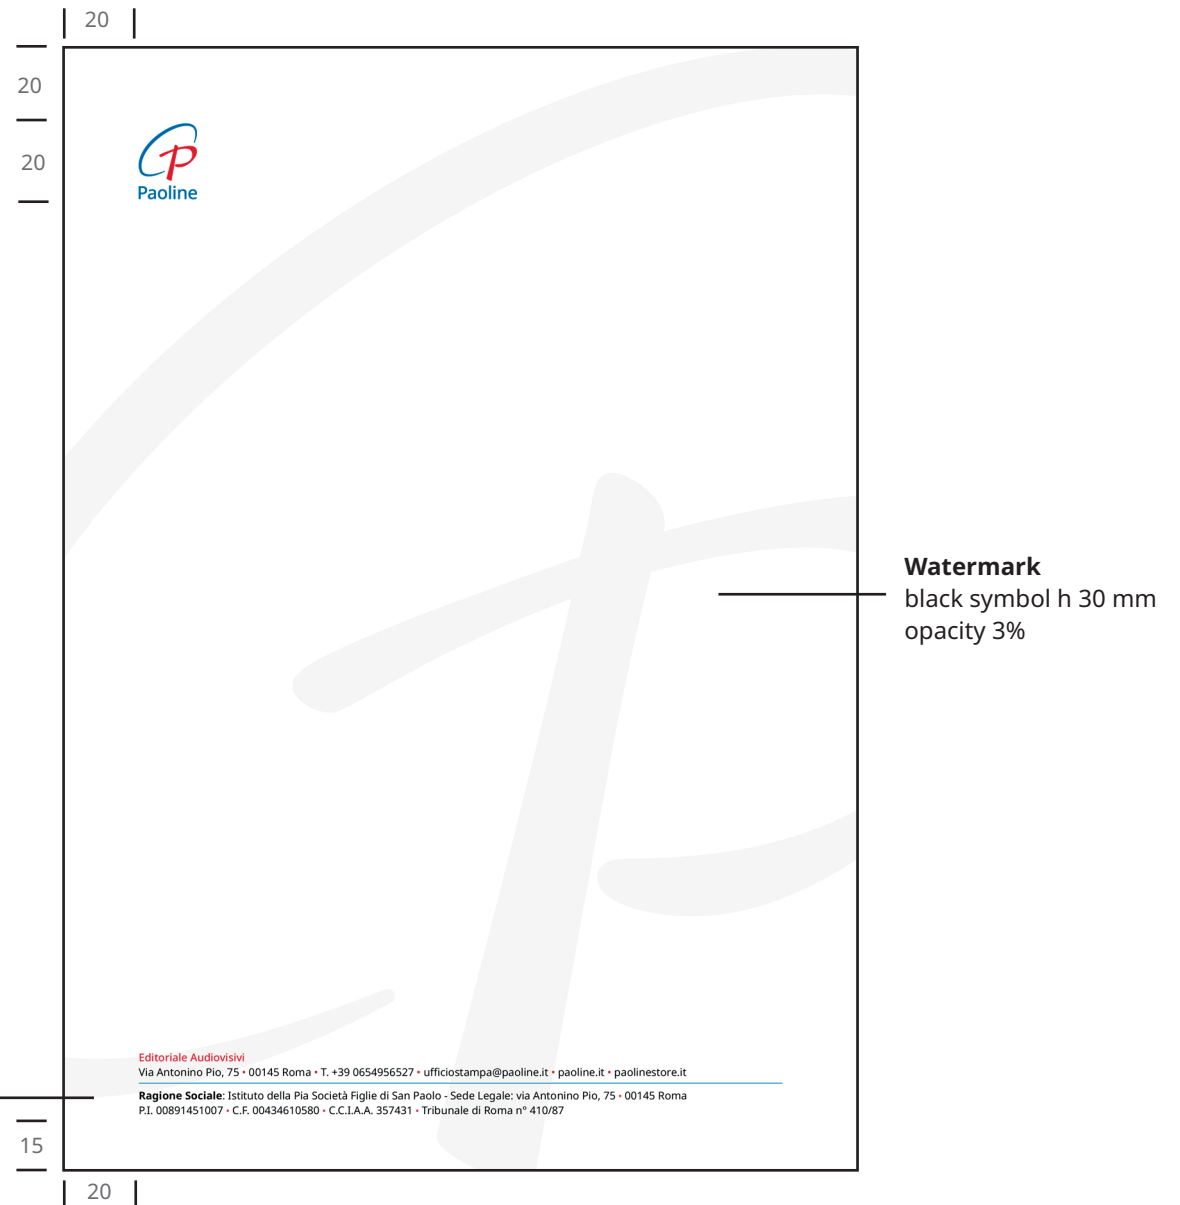 20
20
20
Paoline
Watermark
black symbol h 30 mm
opacity 3%
Editoriale Audiovisivi
Via Antonino Pio, 75 • 00145 Roma • T. +39 0654956527 • ufficiostampa@paoline.it • paoline.it • paolinestore.it
Ragione Sociale: Istituto della Pia Società Figlie di San Paolo - Sede Legale: via Antonino Pio, 75 • 00145 Roma
P.I. 00891451007 • C.F. 00434610580 • C.C.I.A.A. 357431 • Tribunale di Roma n° 410/87
15
20